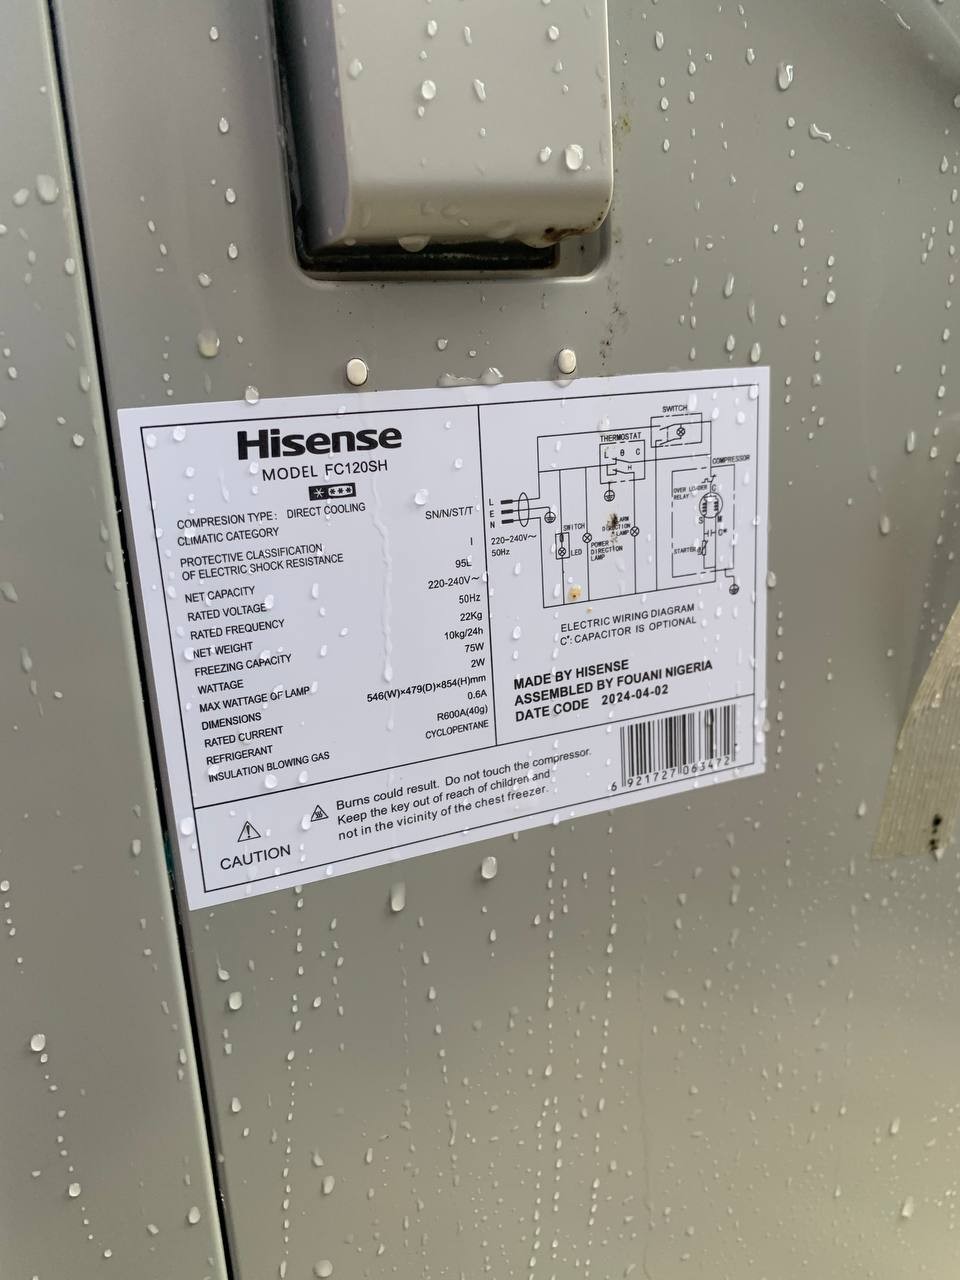 Hisense
MODEL FC120SH
COMPRESION TYPE: DIRECT COOLING
CLIMATIC CATEGORY SN/N/ST/T
PROTECTIVE CLASSIFICATION
OF ELECTRIC SHOCK RESISTANCE I
NET CAPACITY 95L
RATED VOLTAGE 220-240V~
RATED FREQUENCY 50Hz
NET WEIGHT 22Kg
FREEZING CAPACITY 10kg/24h
WATTAGE 75W
MAX WATTAGE OF LAMP 2W
DIMENSIONS 546(W)×479(D)×854(H)mm
RATED CURRENT 0.6A
REFRIGERANT R600A(40g)
INSULATION BLOWING GAS CYCLOPENTANE
SWITCH
THERMOSTAT
L θ C
H
COMPRESSOR
OVER LOADER
RELAY
C
S M
C*
STARTER
L
E
N
220-240V~
50Hz
SWITCH
LED
POWER
DIRECTION
LAMP
ALARM
DIRECTION
LAMP
ELECTRIC WIRING DIAGRAM
C*: CAPACITOR IS OPTIONAL
MADE BY HISENSE
ASSEMBLED BY FOUANI NIGERIA
DATE CODE 2024-04-02
6 921727 063472
CAUTION
Burns could result. Do not touch the compressor.
Keep the key out of reach of children and
not in the vicinity of the chest freezer.